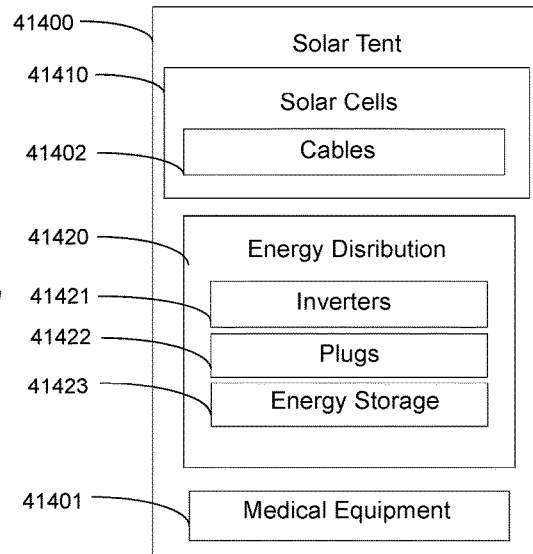 41400
Solar Tent
41410
Solar Cells
41402
Cables
41420
Energy Disribution
41421
Inverters
41422
Plugs
41423
Energy Storage
41401
Medical Equipment